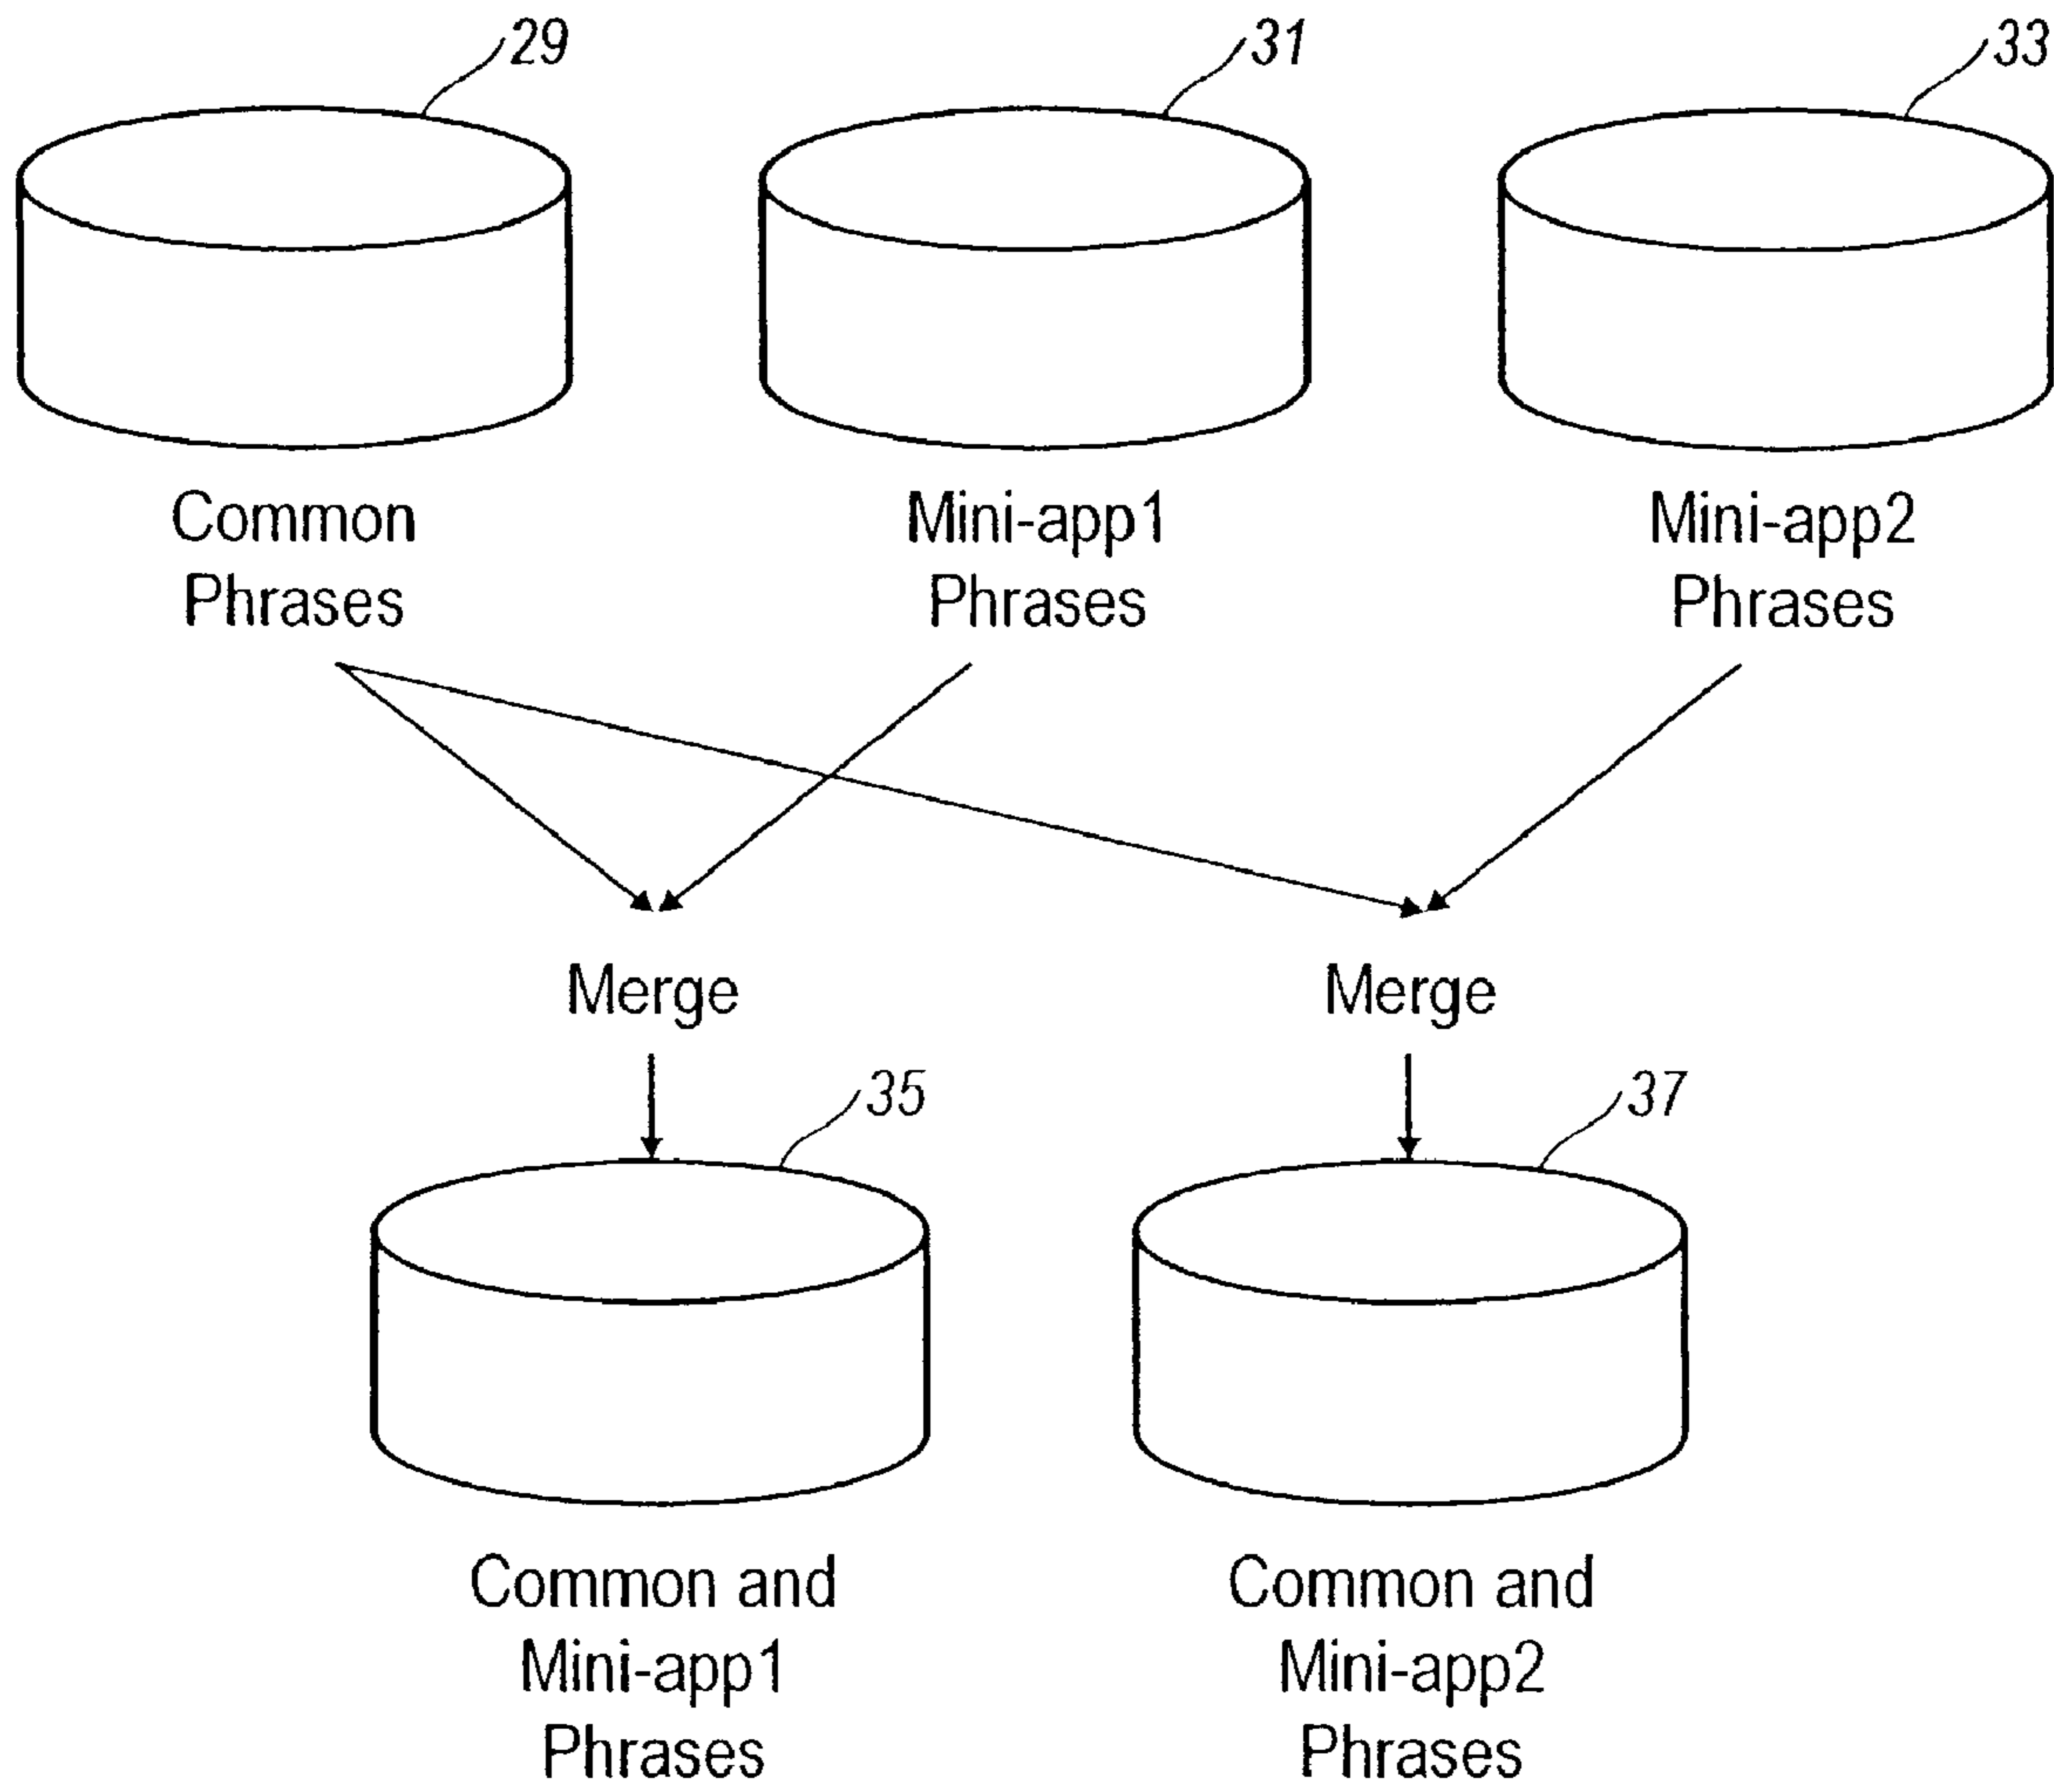 29
31
33
Common
Phrases
Mini-app1
Phrases
Mini-app2
Phrases
Merge
Merge
35
37
Common and
Mini-app1
Phrases
Common and
Mini-app2
Phrases